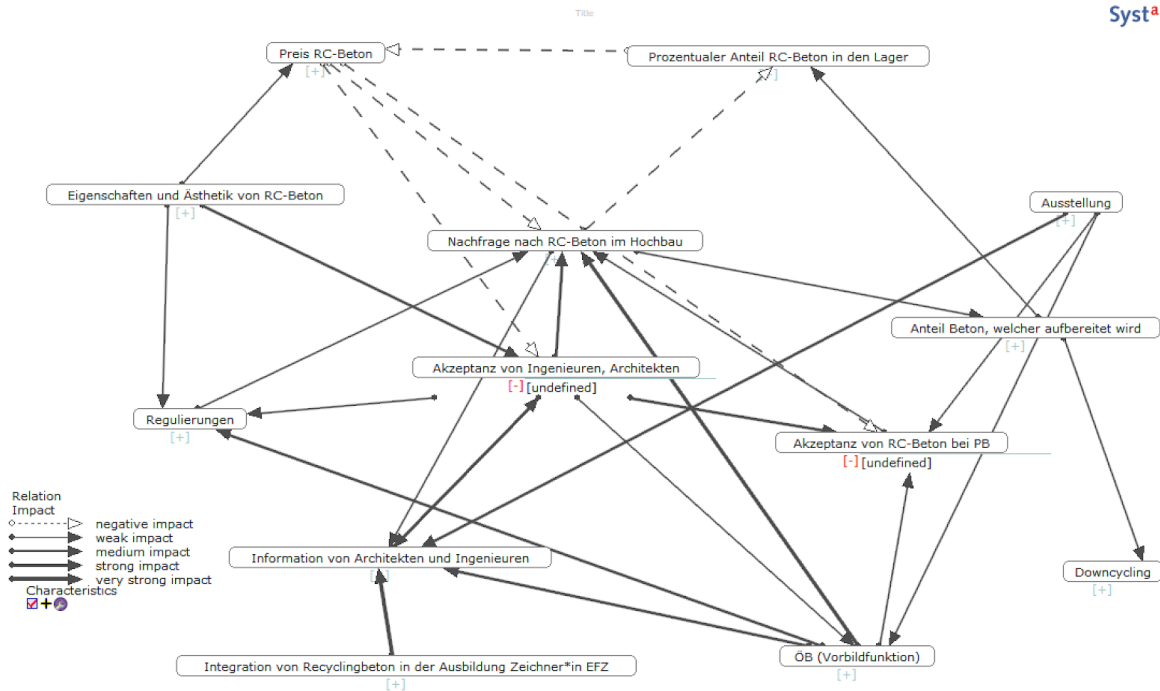 Title
Syst a
Preis RC-Beton
[+]
Prozentualer Anteil RC-Beton in den Lager
Eigenschaften und Ästhetik von RC-Beton
[+]
Ausstellung
[+]
Nachfrage nach RC-Beton im Hochbau
Anteil Beton, welcher aufbereitet wird
[+]
Akzeptanz von Ingenieuren, Architekten
[-] [undefined]
Regulierungen
[+]
Akzeptanz von RC-Beton bei PB
[-] [undefined]
Relation
Impact
negative impact
weak impact
medium impact
strong impact
very strong impact
Characteristics
Information von Architekten und Ingenieuren
Downcycling
[+]
Integration von Recyclingbeton in der Ausbildung Zeichner*in EFZ
[+]
ÖB (Vorbildfunktion)
[+]